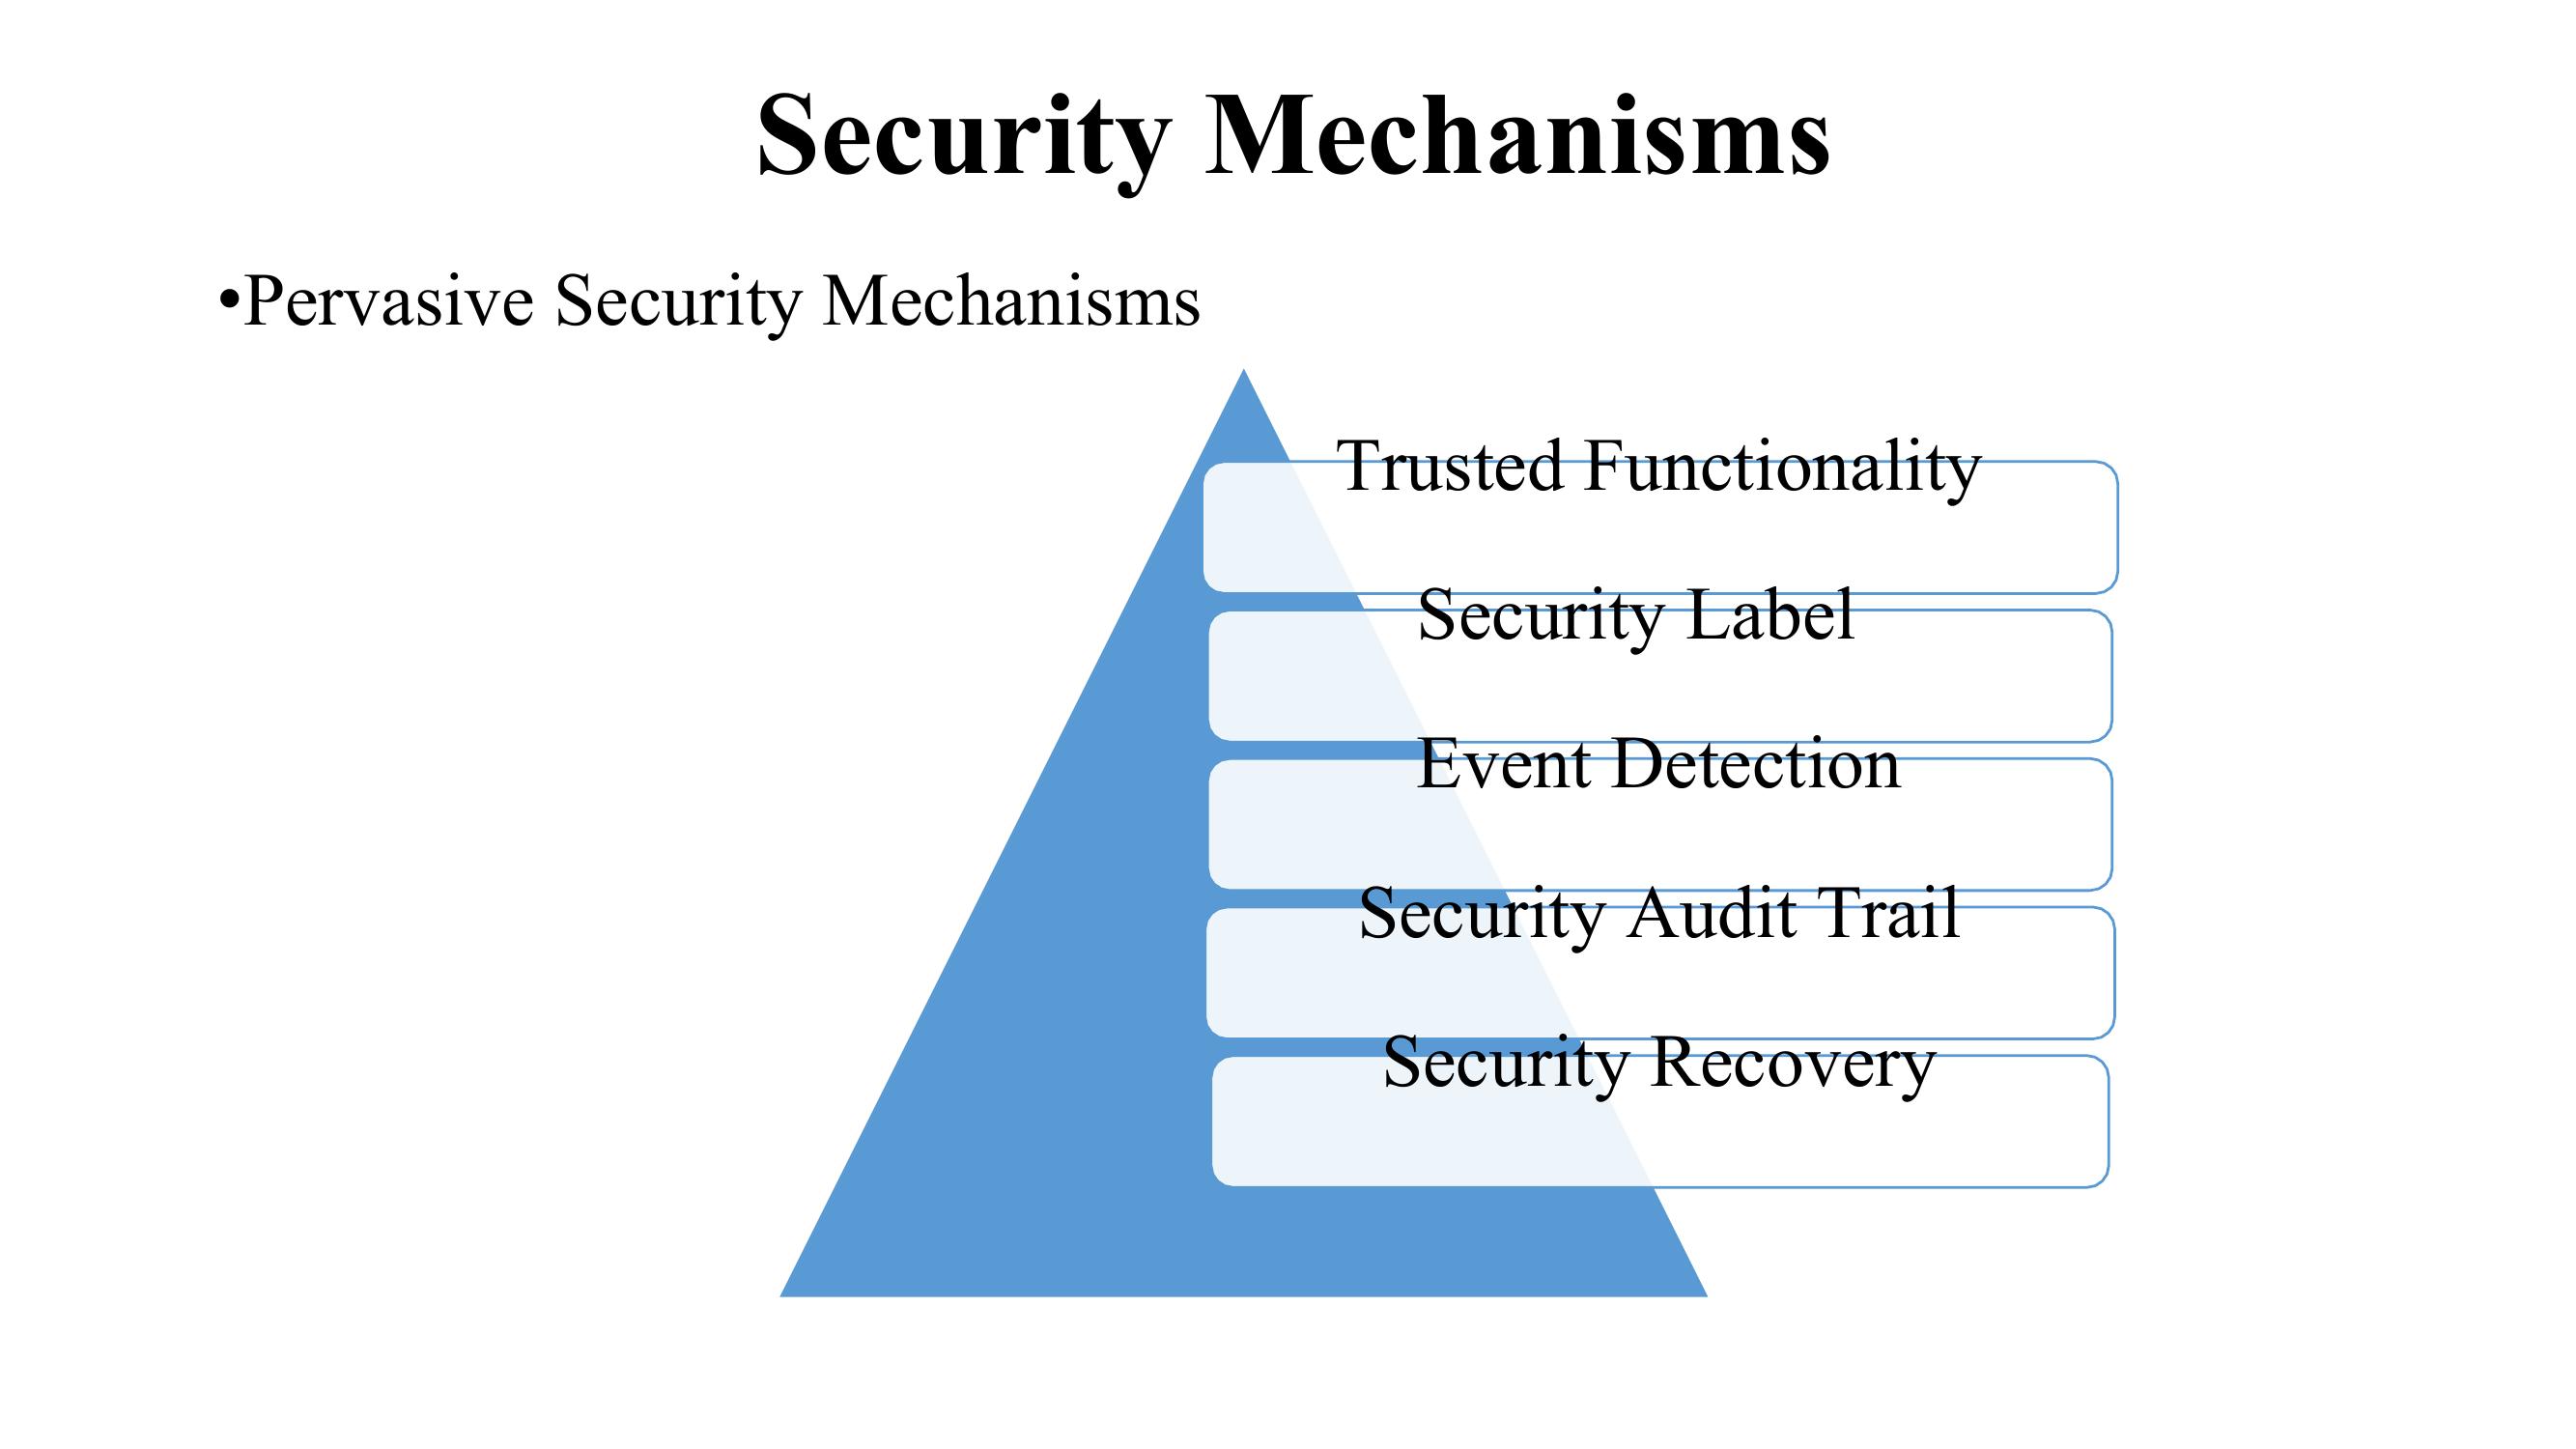 Security Mechanisms
•Pervasive Security Mechanisms
Trusted Functionality
Security Label
Event Detection
Security Audit Trail
Security Recovery